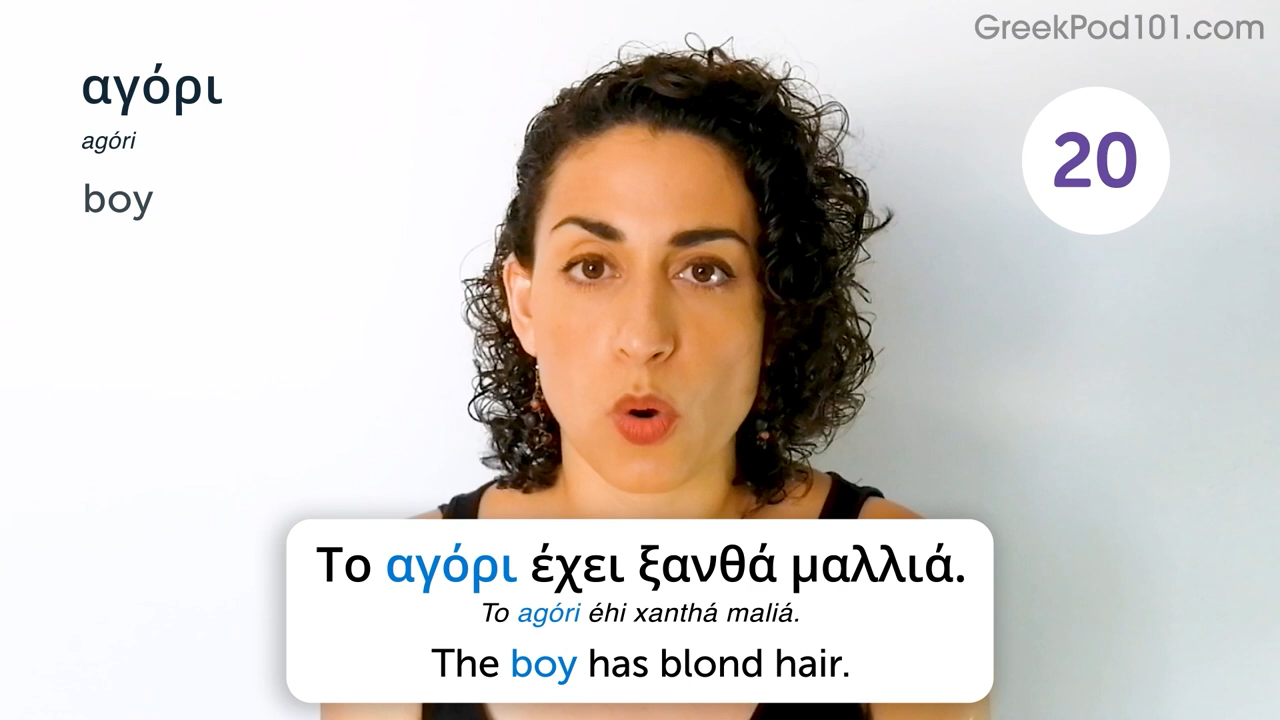 GreekPod101.com
αγόρι
agóri
boy
20
Το αγόρι έχει ξανθά μαλλιά.
To agóri éhi xanthá maliá.
The boy has blond hair.